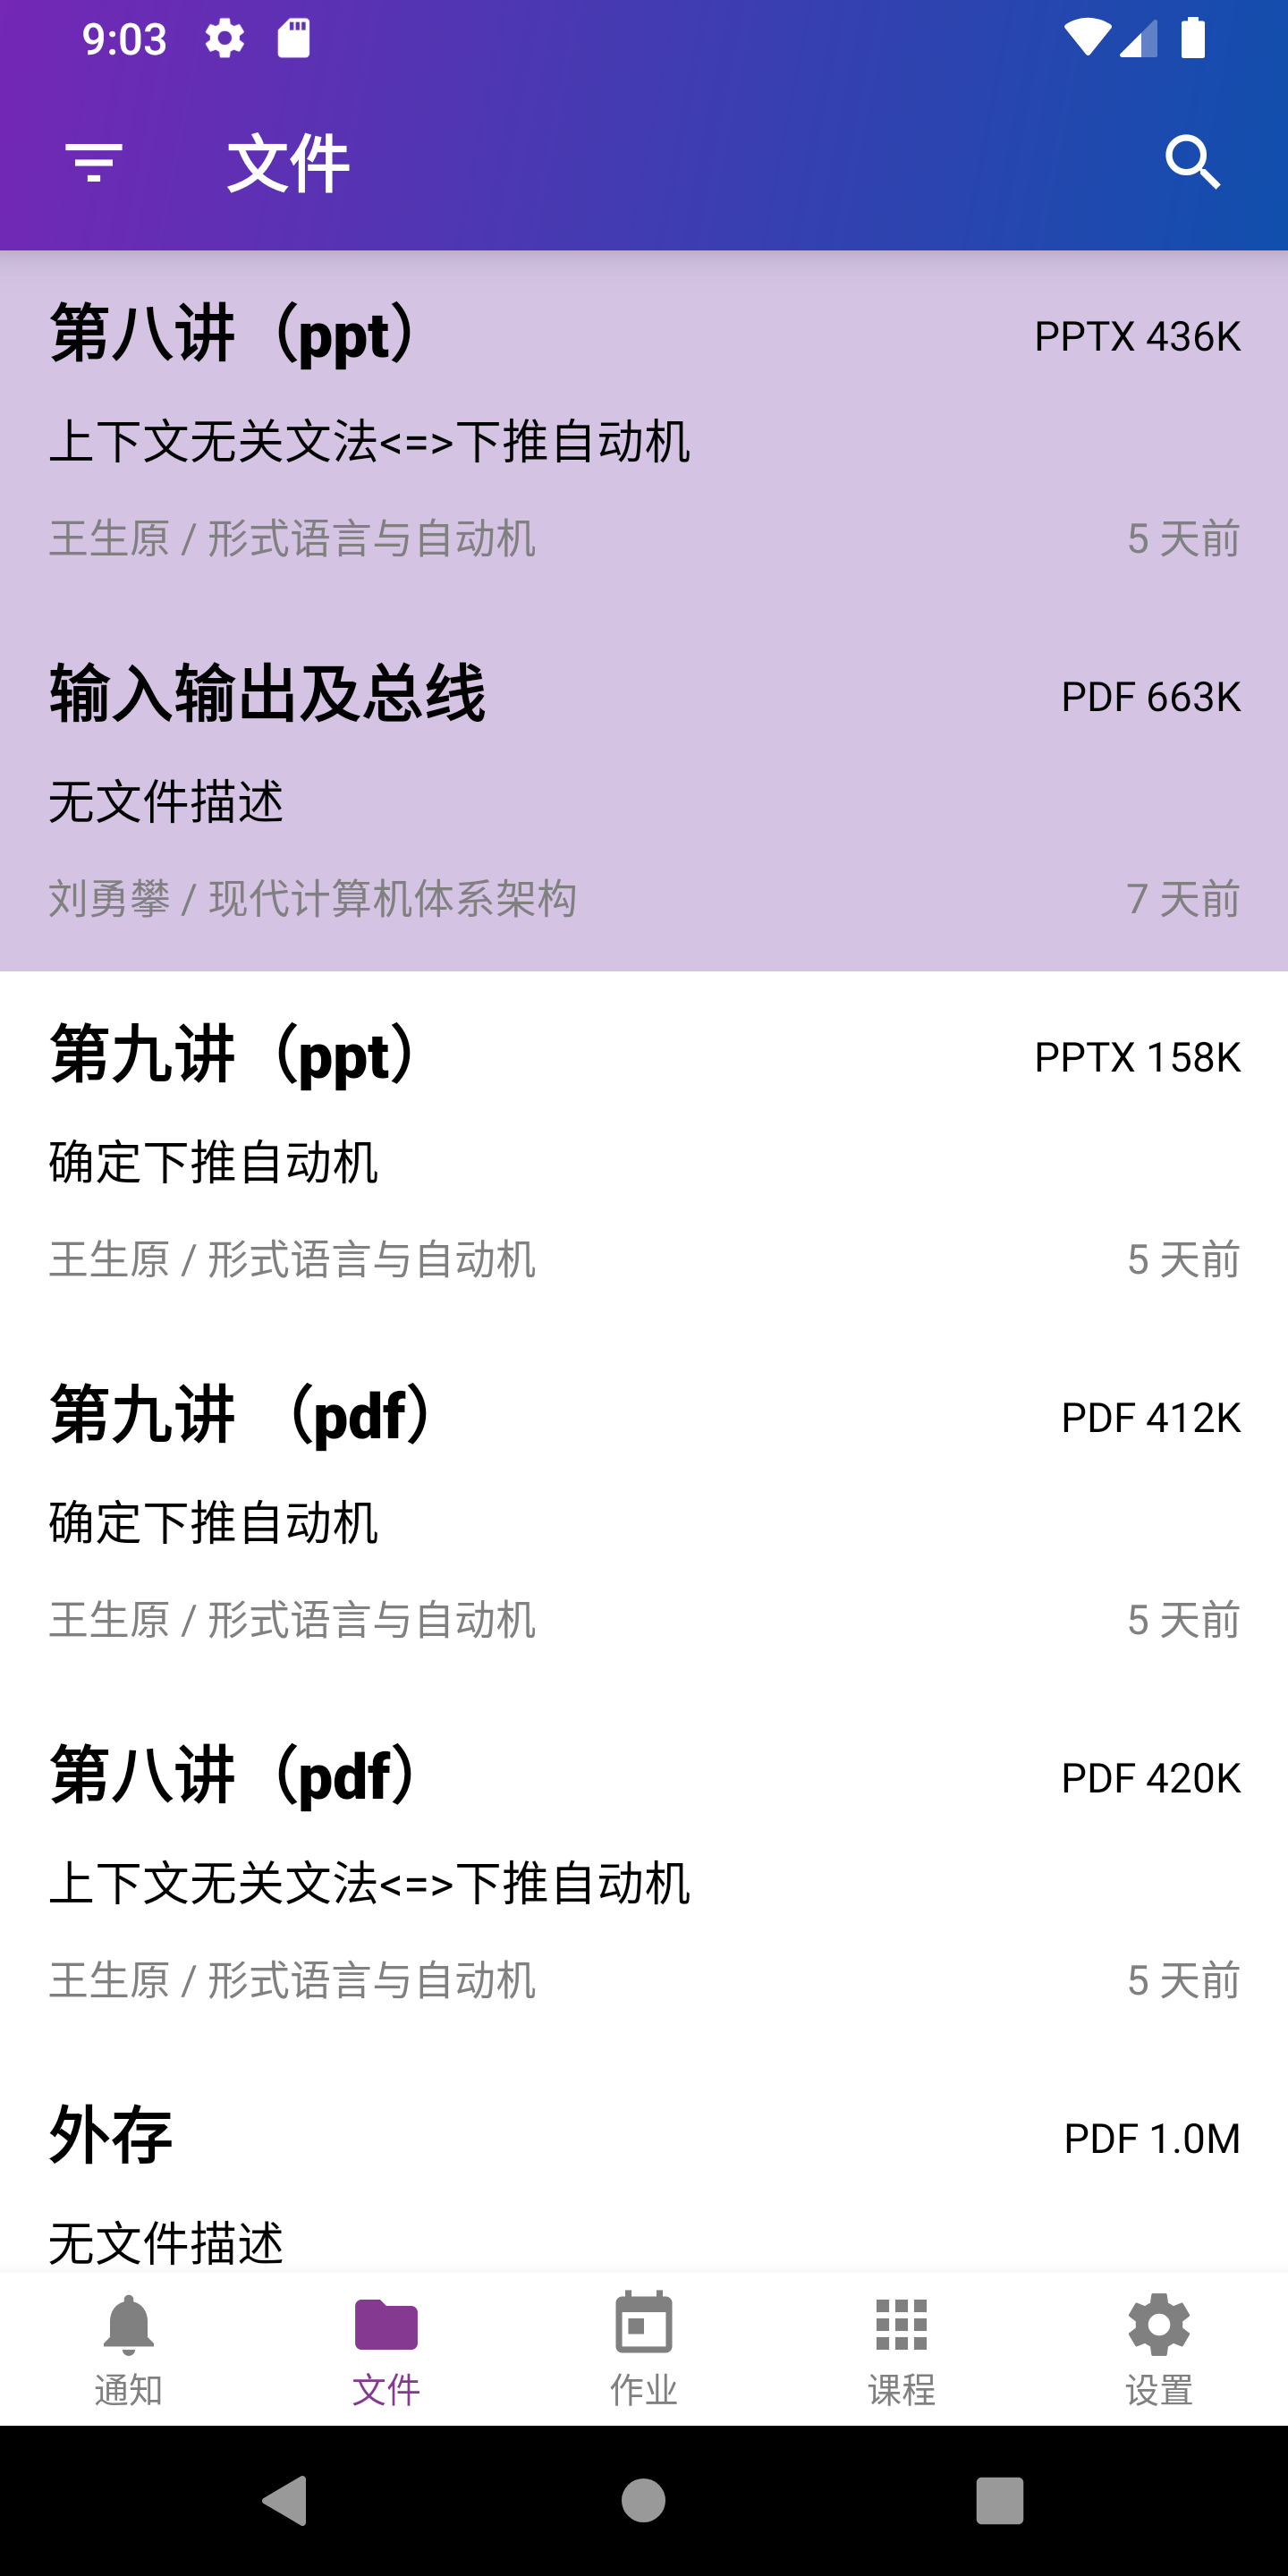 9:03
文件
第八讲（ppt）
PPTX 436K
上下文无关文法<=>下推自动机
王生原 / 形式语言与自动机
5 天前
输入输出及总线
PDF 663K
无文件描述
刘勇攀 / 现代计算机体系架构
7 天前
第九讲（ppt）
PPTX 158K
确定下推自动机
王生原 / 形式语言与自动机
5 天前
第九讲 （pdf）
PDF 412K
确定下推自动机
王生原 / 形式语言与自动机
5 天前
第八讲（pdf）
PDF 420K
上下文无关文法<=>下推自动机
王生原 / 形式语言与自动机
5 天前
外存
PDF 1.0M
无文件描述
通知
文件
作业
课程
设置